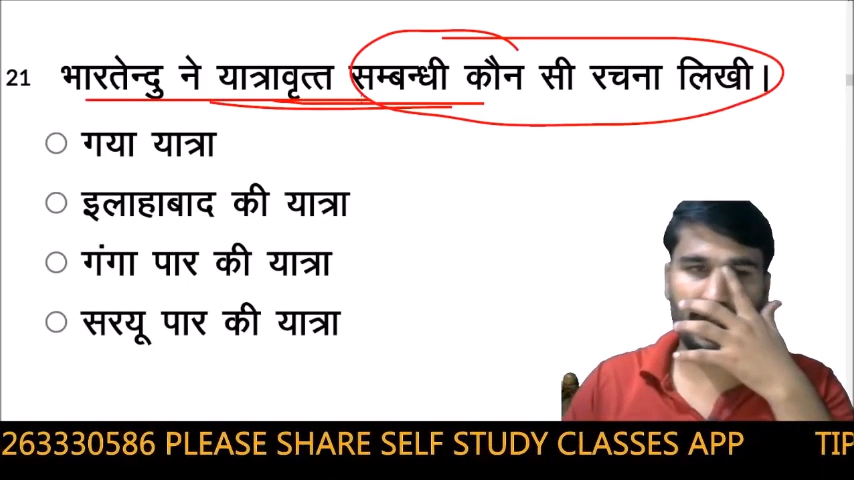 21 भारतेन्दु ने यात्रावृत्त सम्बन्धी कौन सी रचना लिखी।
गया यात्रा
इलाहाबाद की यात्रा
गंगा पार की यात्रा
सरयू पार की यात्रा
263330586 PLEASE SHARE SELF STUDY CLASSES APP TIP